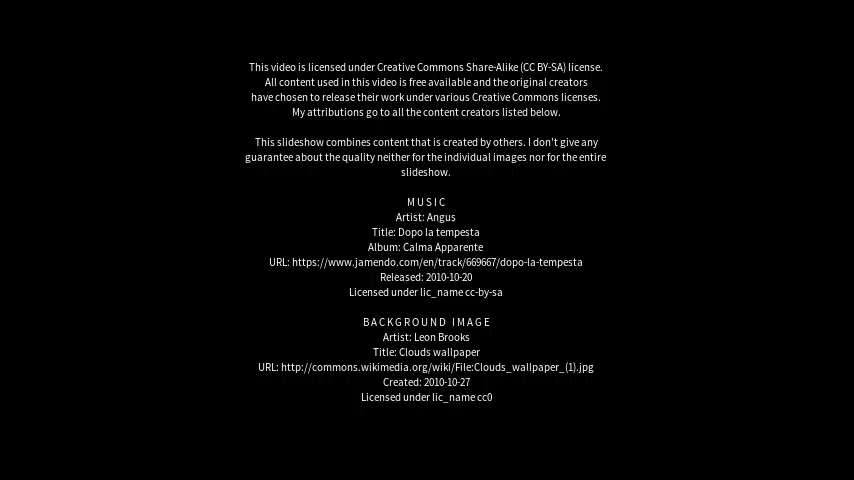 This video is licensed under Creative Commons Share-Alike (CC BY-SA) license.
All content used in this video is free available and the original creators
have chosen to release their work under various Creative Commons licenses.
My attributions go to all the content creators listed below.
This slideshow combines content that is created by others. I don't give any
guarantee about the quality neither for the individual images nor for the entire
slideshow.
MUSIC
Artist: Angus
Title: Dopo la tempesta
Album: Calma Apparente
URL: https://www.jamendo.com/en/track/669667/dopo-la-tempesta
Released: 2010-10-20
Licensed under lic_name cc-by-sa
BACKGROUND IMAGE
Artist: Leon Brooks
Title: Clouds wallpaper
URL: http://commons.wikimedia.org/wiki/File:Clouds_wallpaper_(1).jpg
Created: 2010-10-27
Licensed under lic_name cc0